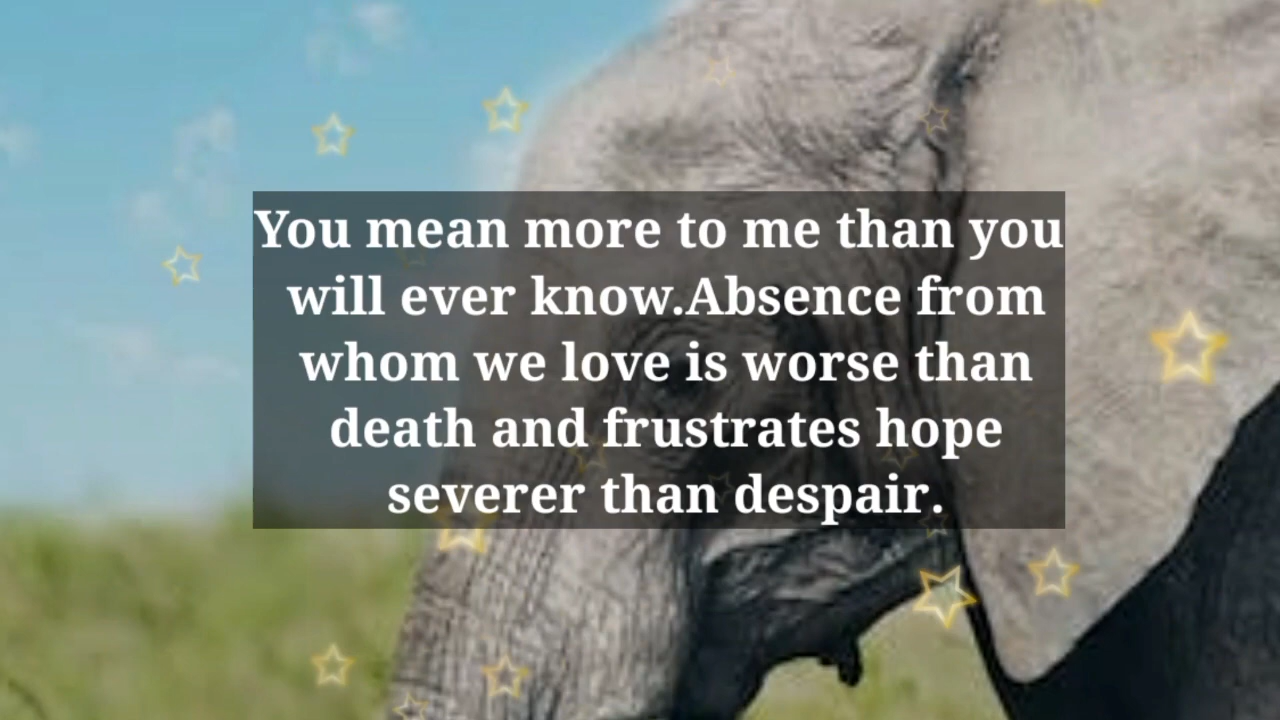 You mean more to me than you
will ever know.Absence from
whom we love is worse than
death and frustrates hope
severer than despair.